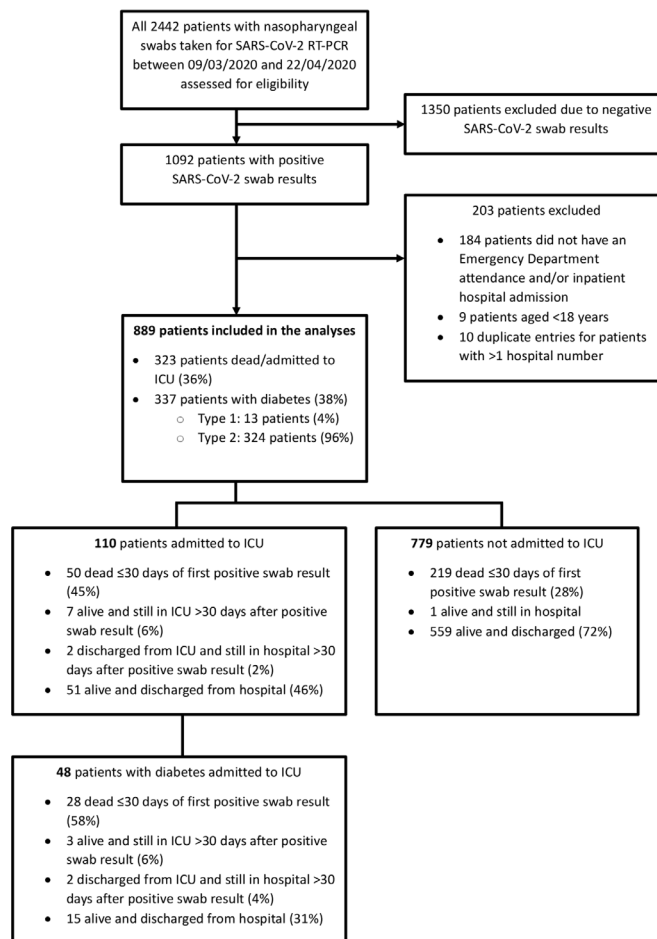 All 2442 patients with nasopharyngeal
swabs taken for SARS-CoV-2 RT-PCR
between 09/03/2020 and 22/04/2020
assessed for eligibility
1350 patients excluded due to negative
SARS-CoV-2 swab results
1092 patients with positive
SARS-CoV-2 swab results
203 patients excluded
• 184 patients did not have an
Emergency Department
attendance and/or inpatient
hospital admission
• 9 patients aged <18 years
• 10 duplicate entries for patients
with >1 hospital number
889 patients included in the analyses
• 323 patients dead/admitted to
ICU (36%)
• 337 patients with diabetes (38%)
○ Type 1: 13 patients (4%)
○ Type 2: 324 patients (96%)
110 patients admitted to ICU
• 50 dead ≤30 days of first positive swab result
(45%)
• 7 alive and still in ICU >30 days after positive
swab result (6%)
• 2 discharged from ICU and still in hospital >30
days after positive swab result (2%)
• 51 alive and discharged from hospital (46%)
779 patients not admitted to ICU
• 219 dead ≤30 days of first
positive swab result (28%)
• 1 alive and still in hospital
• 559 alive and discharged (72%)
48 patients with diabetes admitted to ICU
• 28 dead ≤30 days of first positive swab result
(58%)
• 3 alive and still in ICU >30 days after positive
swab result (6%)
• 2 discharged from ICU and still in hospital >30
days after positive swab result (4%)
• 15 alive and discharged from hospital (31%)